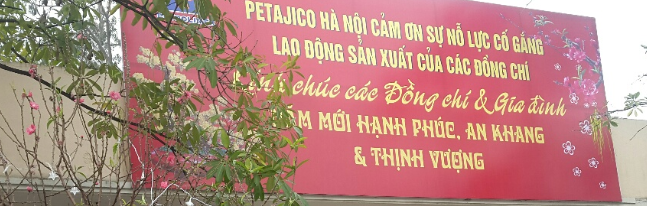 PETAJICO HÀ NỘI CẢM ƠN SỰ NỖ LỰC CỐ GẮNG
LAO ĐỘNG SẢN XUẤT CỦA CÁC ĐỒNG CHÍ
chúc các Đồng chí & Gia đình
MỚI HẠNH PHÚC, AN KHANG
& THỊNH VƯỢNG